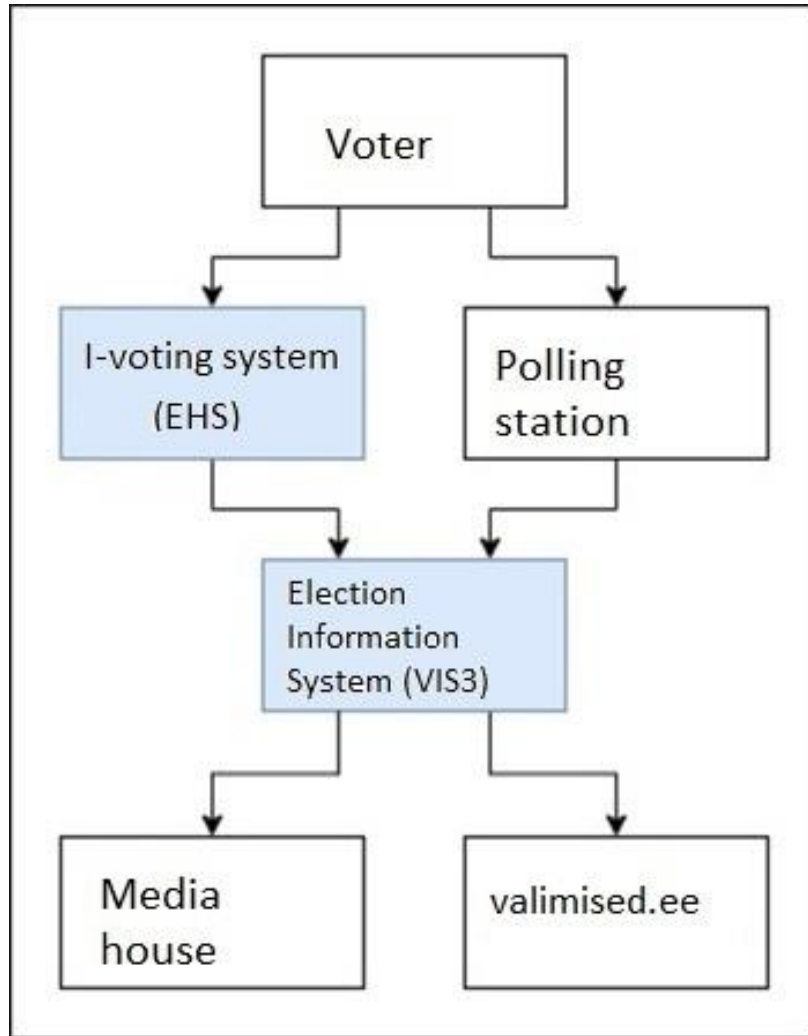 Voter
I-voting system
(EHS)
Polling
station
Election
Information
System (VIS3)
Media
house
valimised.ee